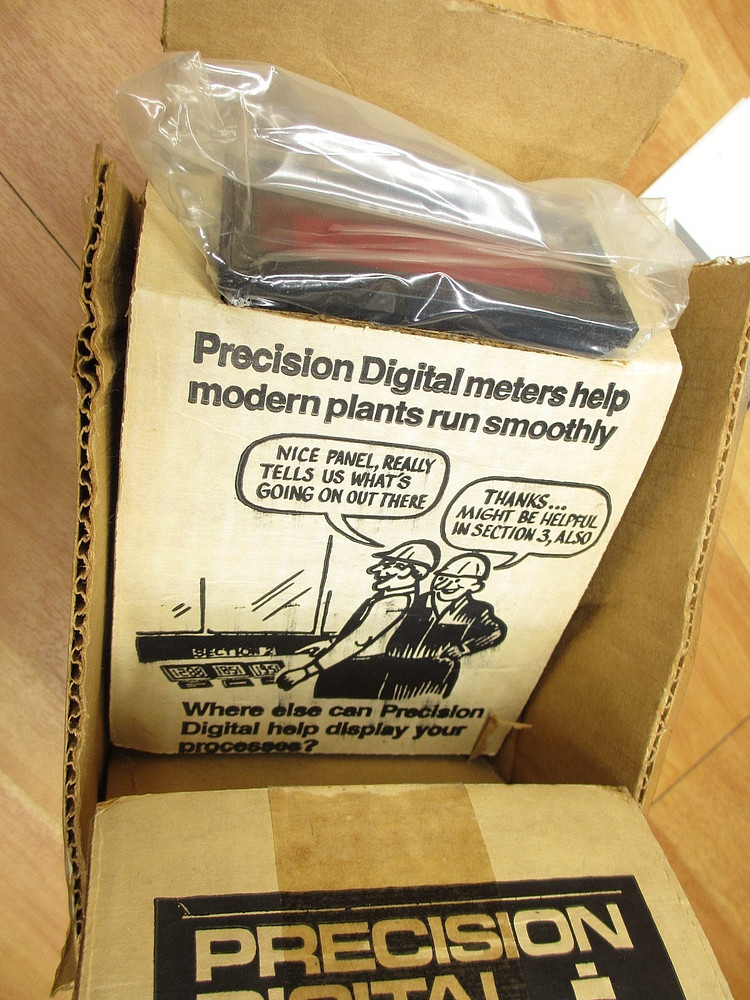 Precision Digital meters help
modern plants run smoothly
NICE PANEL, REALLY
TELLS US WHAT'S
GOING ON OUT THERE
THANKS...
MIGHT BE HELPFUL
IN SECTION 3, ALSO
SECTION 2
Where else can Precision
Digital help display your
processes?
PRECISION
DIGITAL